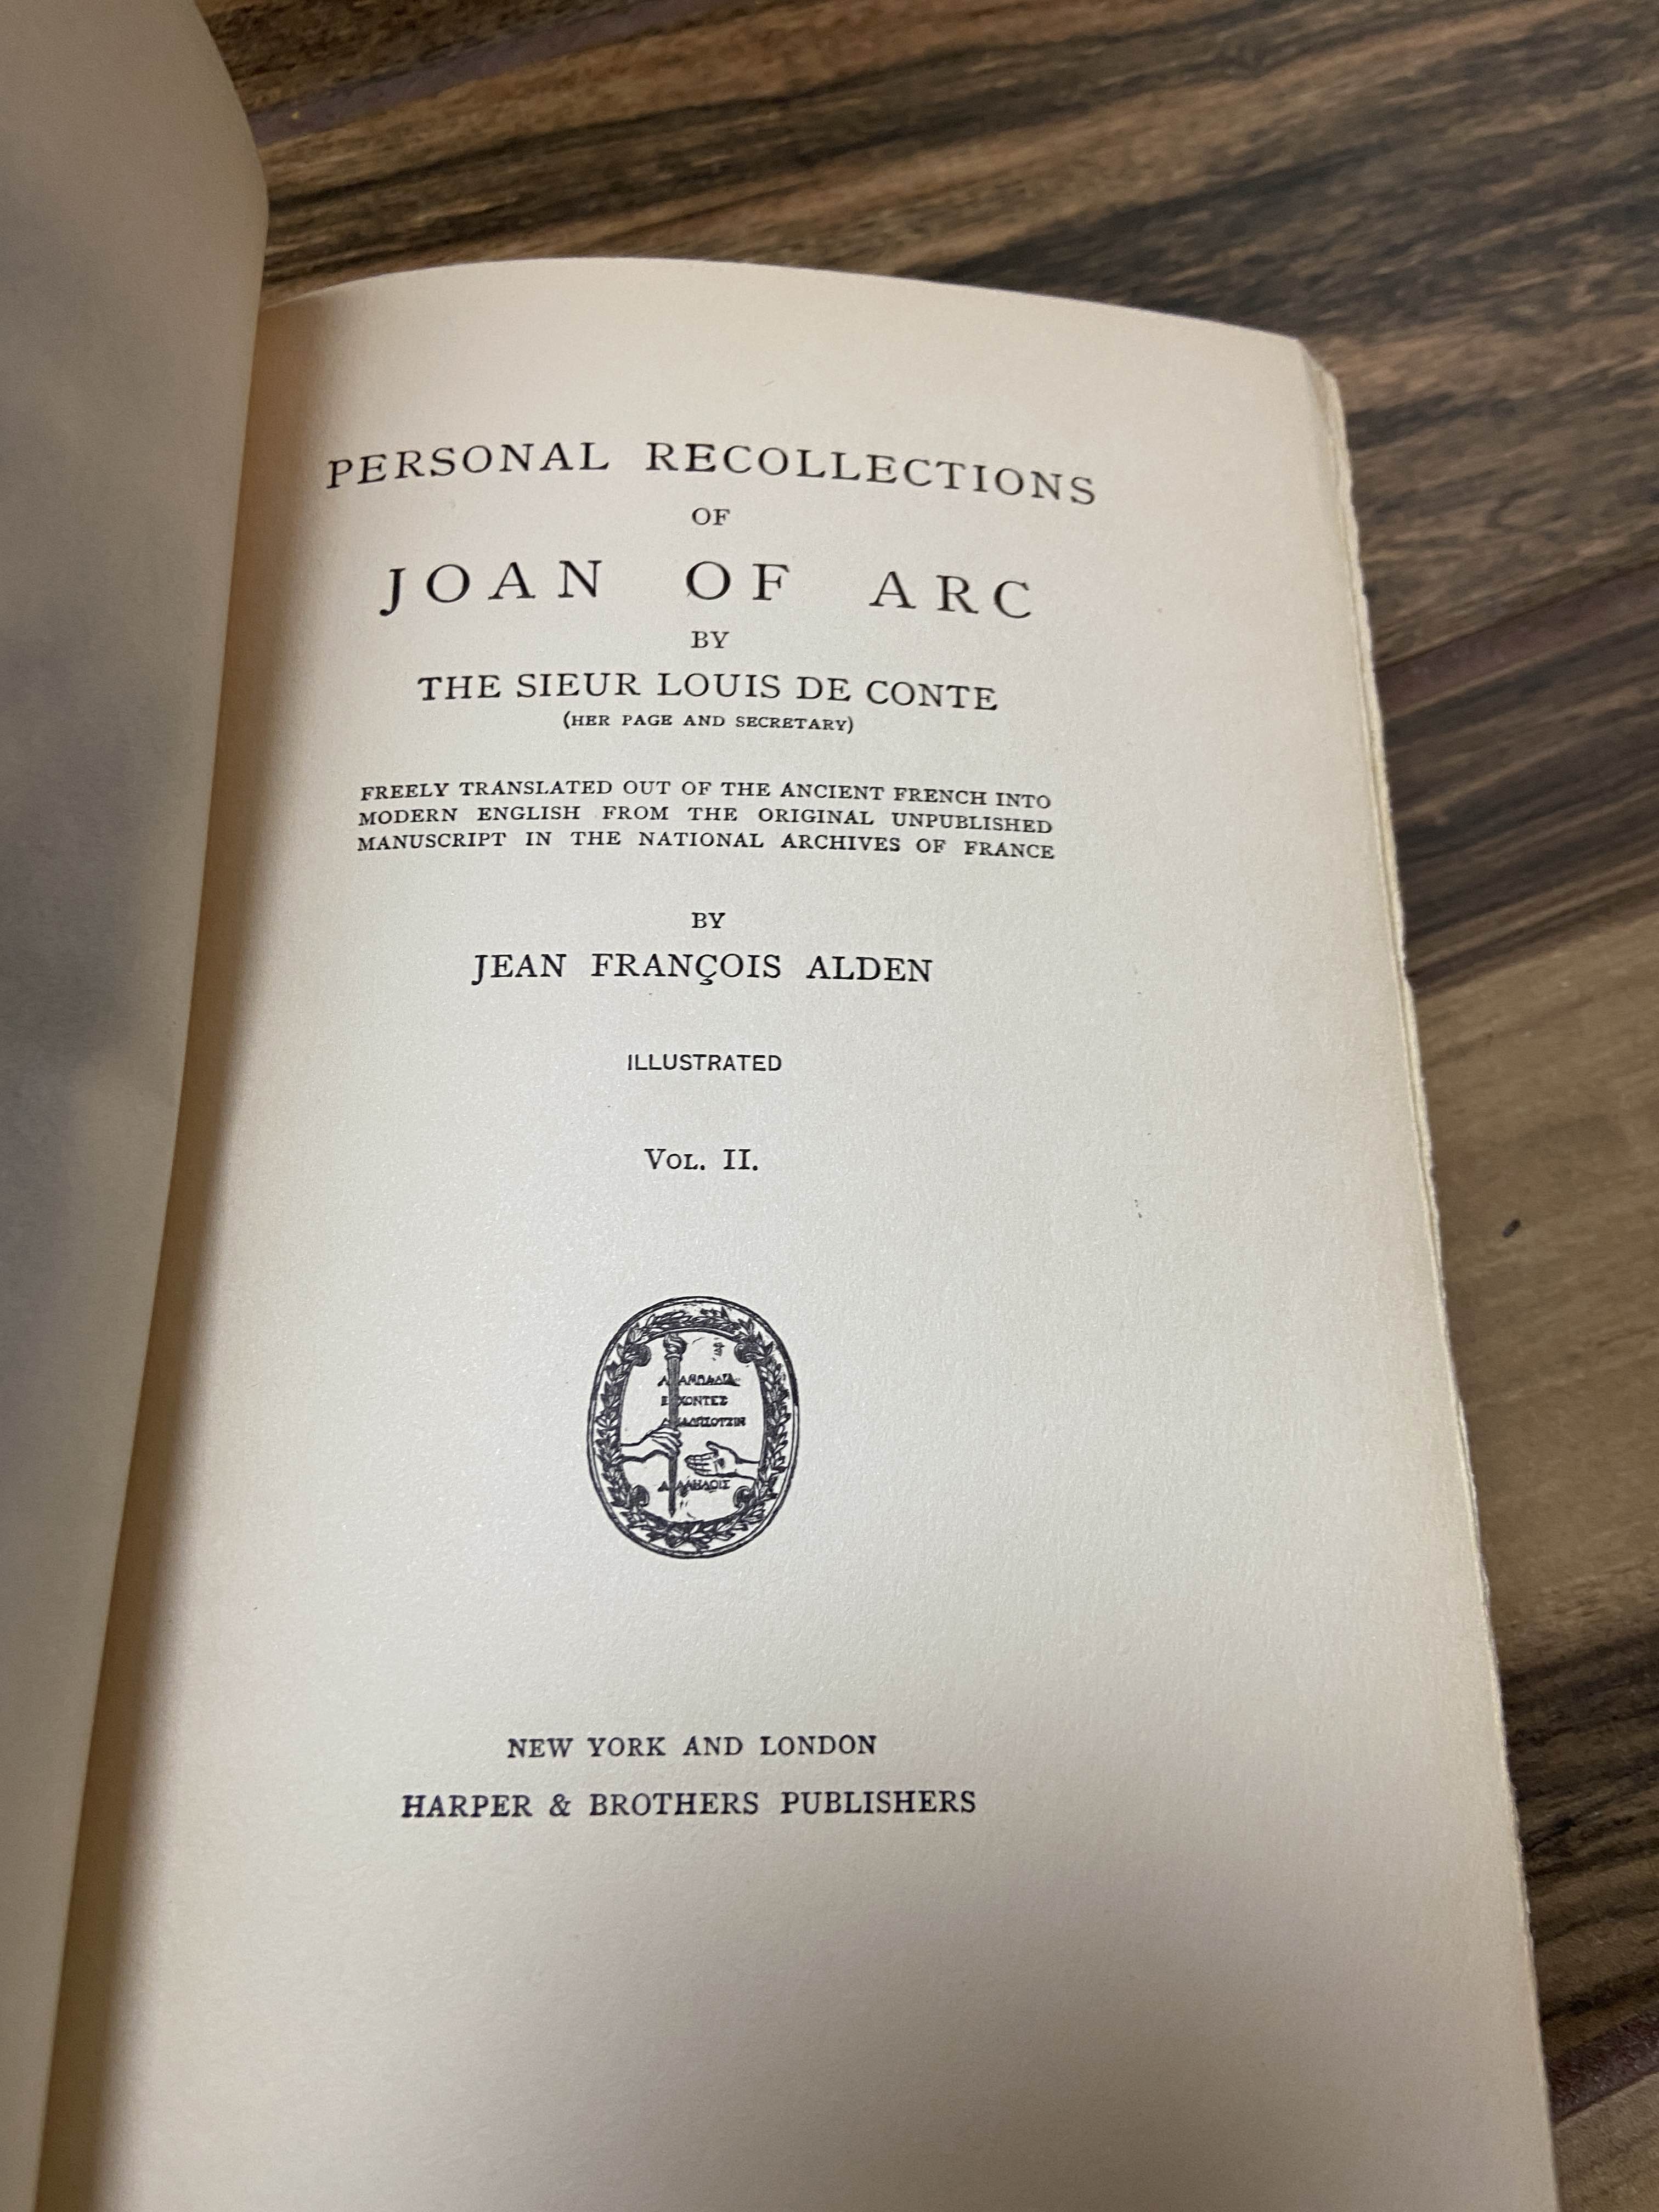 PERSONAL RECOLLECTIONS
OF
JOAN OF ARC
BY
THE SIEUR LOUIS DE CONTE
(HER PAGE AND SECRETARY)
FREELY TRANSLATED OUT OF THE ANCIENT FRENCH INTO
MODERN ENGLISH FROM THE ORIGINAL UNPUBLISHED
MANUSCRIPT IN THE NATIONAL ARCHIVES OF FRANCE
BY
JEAN FRANÇOIS ALDEN
ILLUSTRATED
VOL. II.
NEW YORK AND LONDON
HARPER & BROTHERS PUBLISHERS